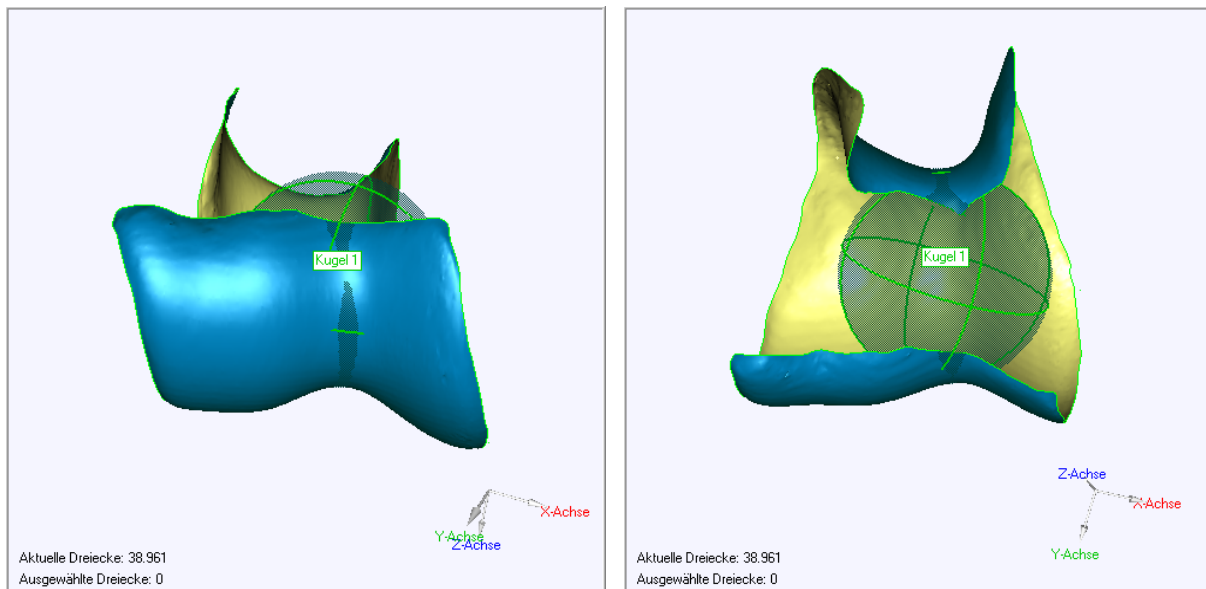 Kugel 1
X-Achse
Y-Achse
Z-Achse
Aktuelle Dreiecke: 38.961
Ausgewählte Dreiecke: 0
Kugel 1
Z-Achse
X-Achse
Y-Achse
Aktuelle Dreiecke: 38.961
Ausgewählte Dreiecke: 0